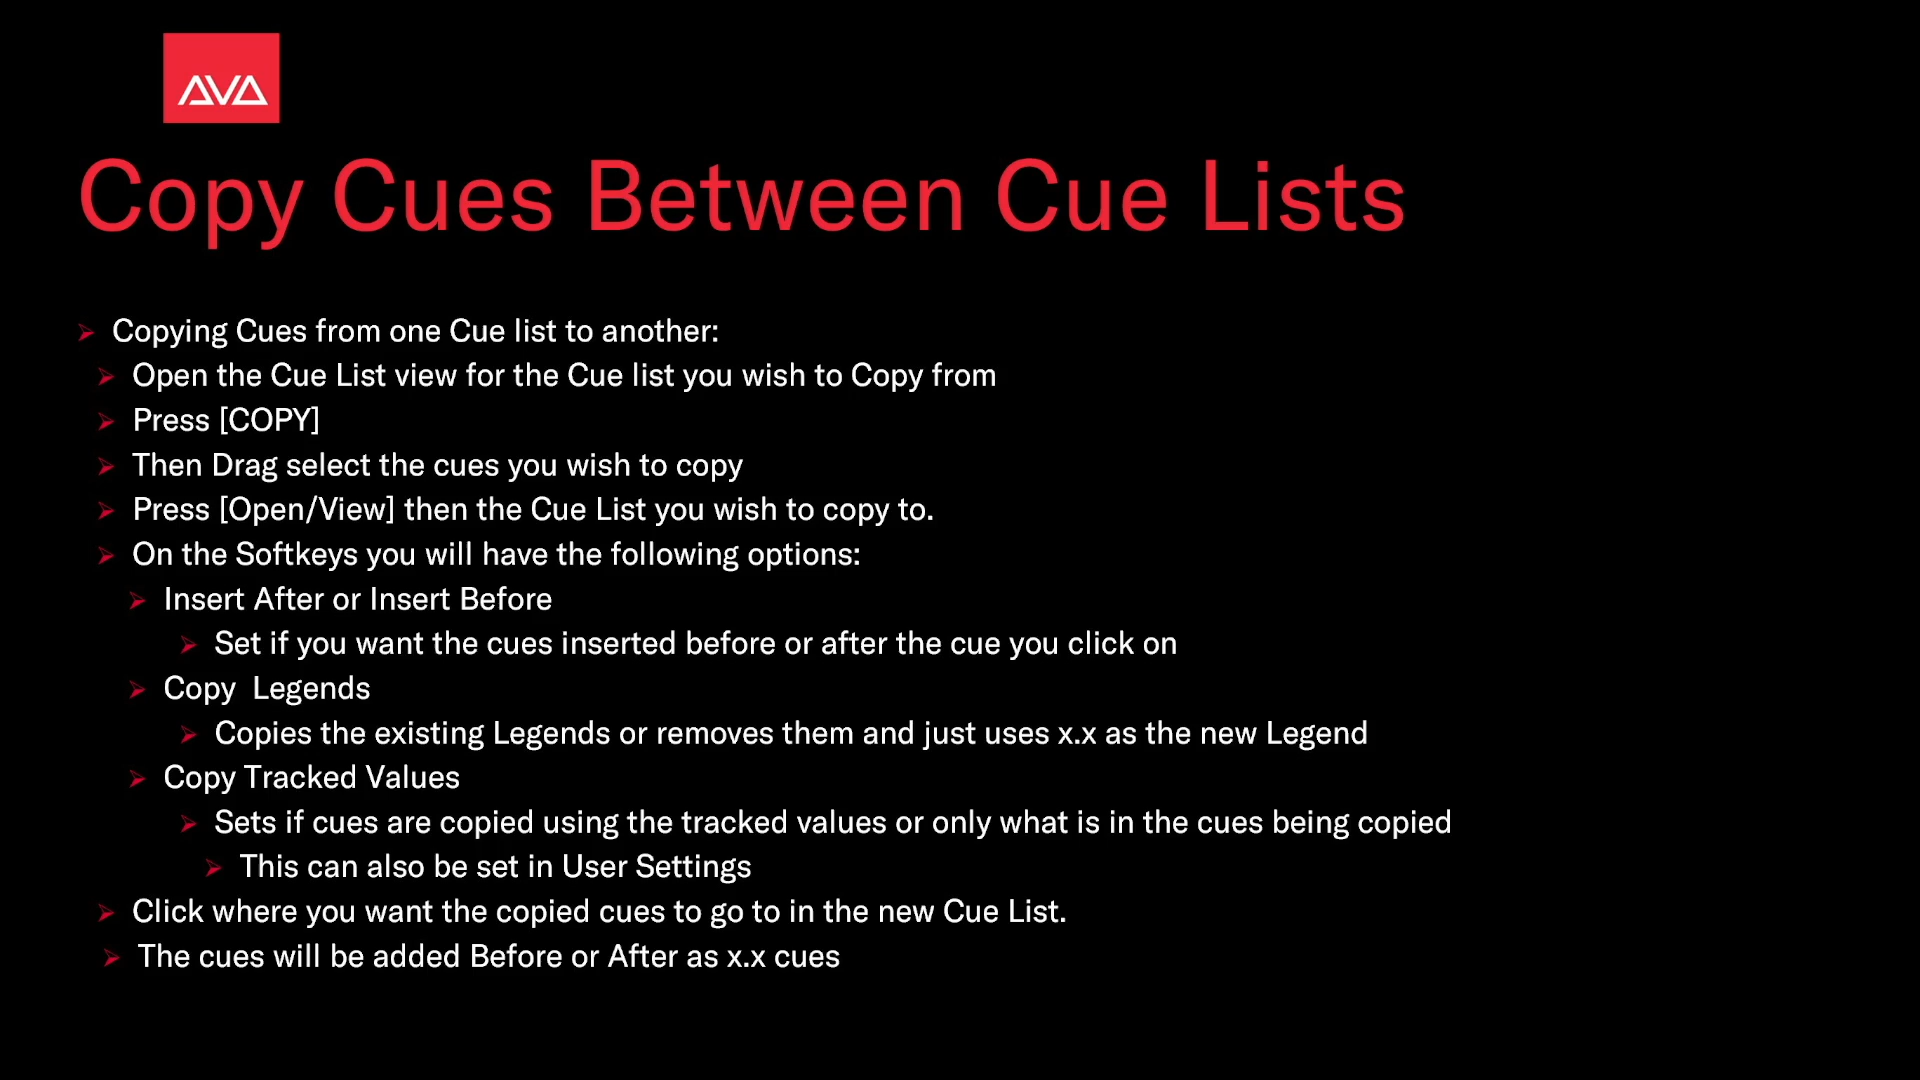 AVA
Copy Cues Between Cue Lists
Copying Cues from one Cue list to another:
Open the Cue List view for the Cue list you wish to Copy from
Press [COPY]
Then Drag select the cues you wish to copy
Press [Open/View] then the Cue List you wish to copy to.
On the Softkeys you will have the following options:
Insert After or Insert Before
Set if you want the cues inserted before or after the cue you click on
Copy  Legends
Copies the existing Legends or removes them and just uses x.x as the new Legend
Copy Tracked Values
Sets if cues are copied using the tracked values or only what is in the cues being copied
This can also be set in User Settings
Click where you want the copied cues to go to in the new Cue List.
The cues will be added Before or After as x.x cues